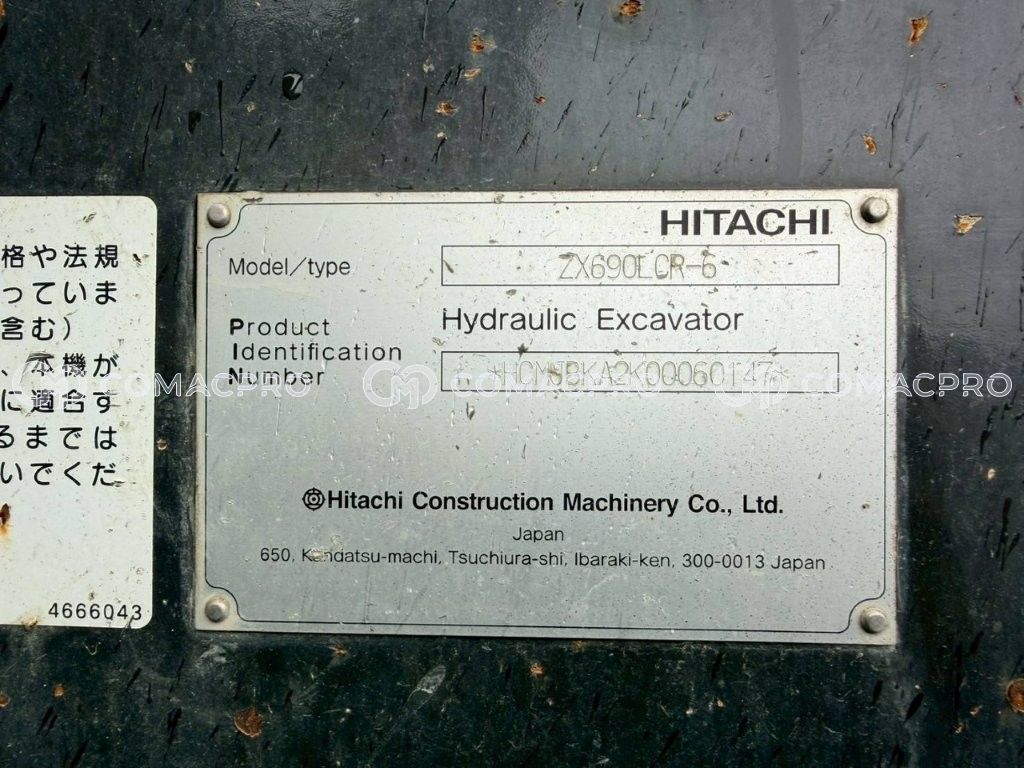 格や法規
っていま
含む)
、本機が
に適合す
るまでは
いでくだ
4666043
HITACHI
Model/type ZX690LCR-6
Product Hydraulic Excavator
Identification
Number
COMACPRO COMACPRO COMACPRO
Hitachi Construction Machinery Co., Ltd.
Japan
650, Kandatsu-machi, Tsuchiura-shi, Ibaraki-ken, 300-0013 Japan